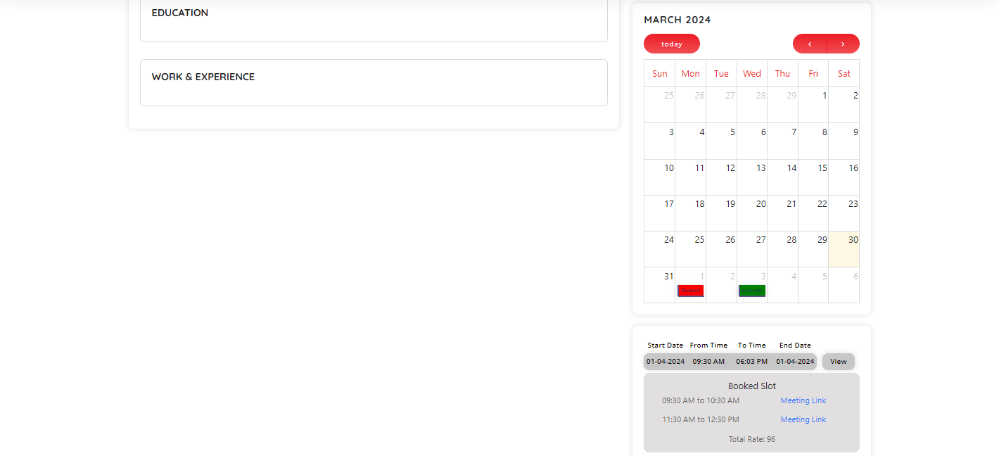 EDUCATION
WORK & EXPERIENCE
MARCH 2024
today
Sun Mon Tue Wed Thu Fri Sat
25 26 27 28 29 1 2
3 4 5 6 7 8 9
10 11 12 13 14 15 16
17 18 19 20 21 22 23
24 25 26 27 28 29 30
31 1 2 3 4 5 6
Booked
Start Date From Time To Time End Date
01-04-2024 09:30 AM 06:03 PM 01-04-2024 View
Booked Slot
09:30 AM to 10:30 AM Meeting Link
11:30 AM to 12:30 PM Meeting Link
Total Rate: 96